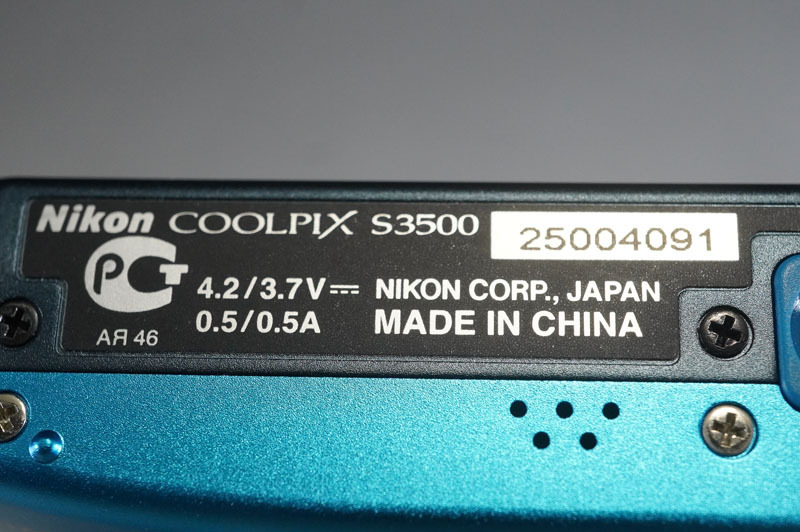 Nikon COOLPIX S3500 25004091
РСТ
4.2/3.7V⎓ NIKON CORP., JAPAN
АЯ 46 0.5/0.5A MADE IN CHINA